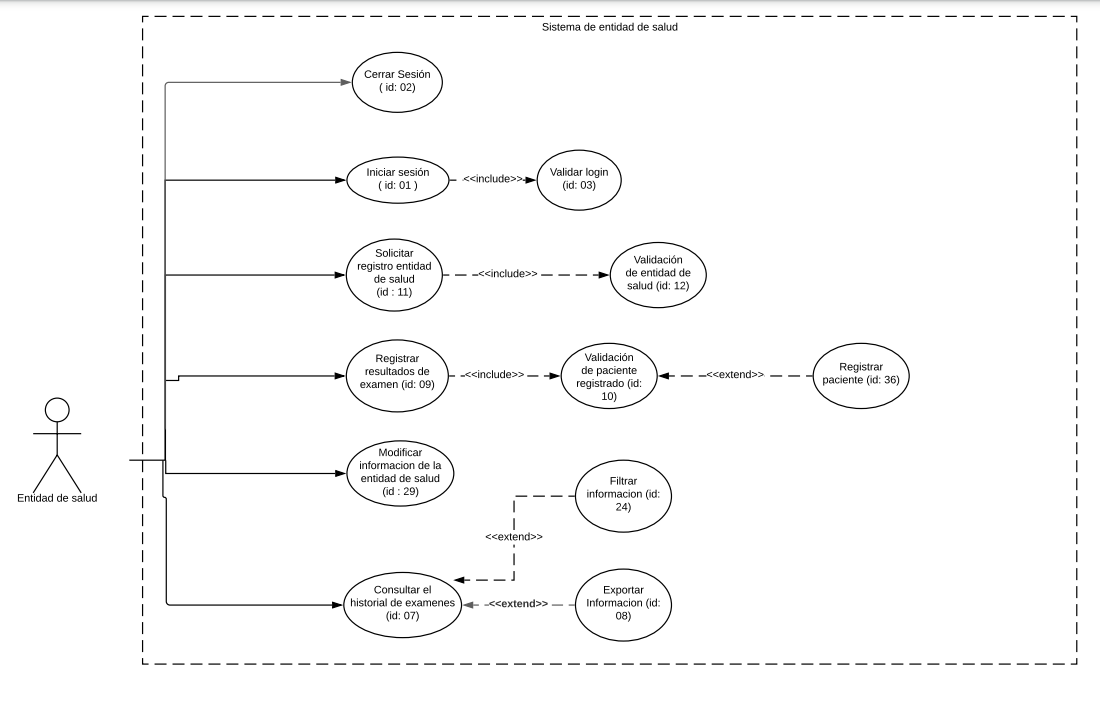 Sistema de entidad de salud
Cerrar Sesión
( id: 02)
Iniciar sesión
( id: 01 )
<<include>>
Validar login
(id: 03)
Solicitar
registro entidad
de salud
(id : 11)
<<include>>
Validación
de entidad de
salud (id: 12)
Registrar
resultados de
examen (id: 09)
<<include>>
Validación
de paciente
registrado (id:
10)
<<extend>>
Registrar
paciente (id: 36)
Entidad de salud
Modificar
informacion de la
entidad de salud
(id : 29)
Filtrar
informacion (id:
24)
<<extend>>
Consultar el
historial de examenes
(id: 07)
<<extend>>
Exportar
Informacion (id:
08)